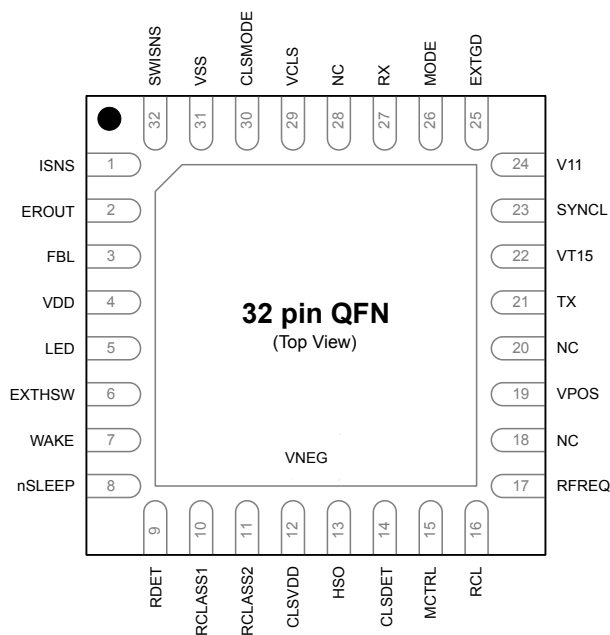 SWISNS
VSS
CLSMODE
VCLS
NC
RX
MODE
EXTGD
32
31
30
29
28
27
26
25
ISNS 1
EROUT 2
FBL 3
VDD 4
LED 5
EXTHSW 6
WAKE 7
nSLEEP 8
24 V11
23 SYNCL
22 VT15
21 TX
20 NC
19 VPOS
18 NC
17 RFREQ
32 pin QFN
(Top View)
VNEG
9
10
11
12
13
14
15
16
RDET
RCLASS1
RCLASS2
CLSVDD
HSO
CLSDET
MCTRL
RCL